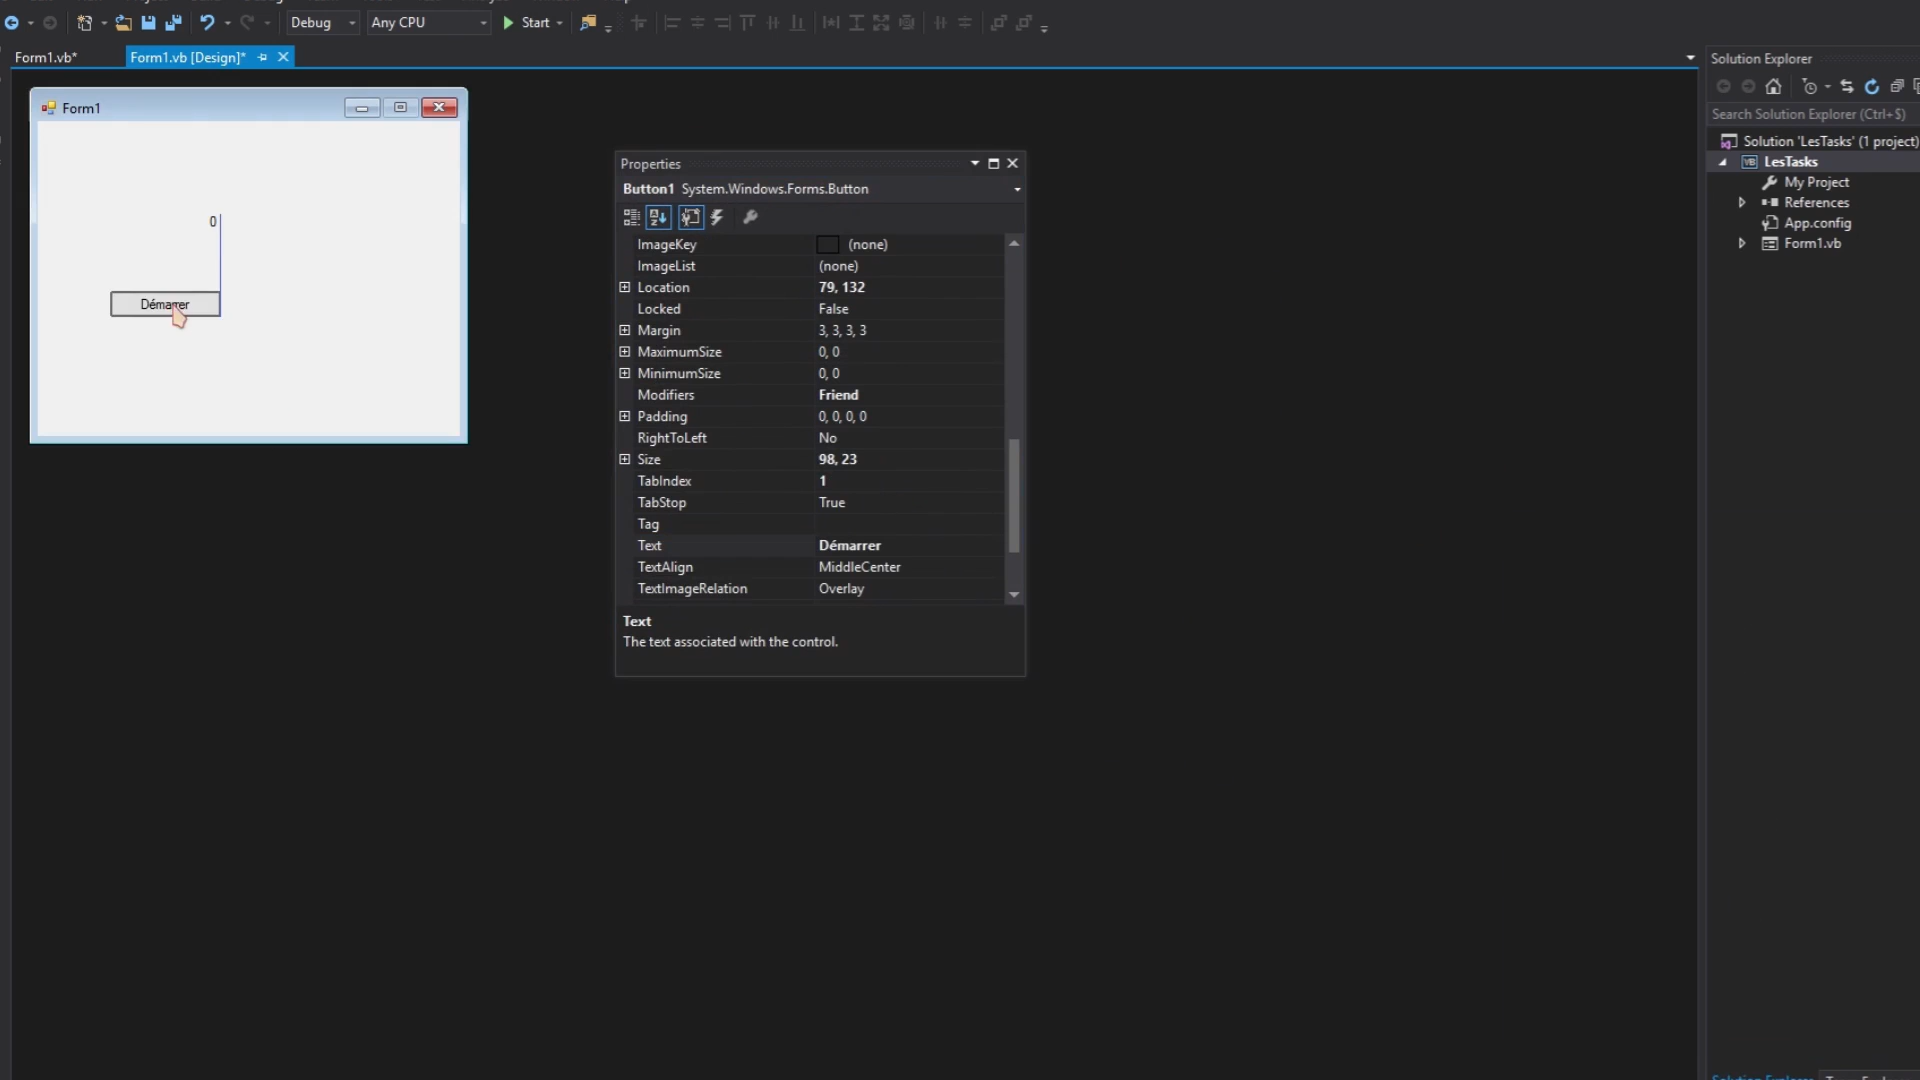 Debug
Any CPU
Start
Form1.vb*
Form1.vb [Design]*
Form1
0
Démarrer
Properties
Button1 System.Windows.Forms.Button
ImageKey (none)
ImageList (none)
Location 79, 132
Locked False
Margin 3, 3, 3, 3
MaximumSize 0, 0
MinimumSize 0, 0
Modifiers Friend
Padding 0, 0, 0, 0
RightToLeft No
Size 98, 23
TabIndex 1
TabStop True
Tag
Text Démarrer
TextAlign MiddleCenter
TextImageRelation Overlay
Text
The text associated with the control.
Solution Explorer
Search Solution Explorer (Ctrl+$)
Solution 'LesTasks' (1 project)
VB LesTasks
My Project
References
App.config
Form1.vb